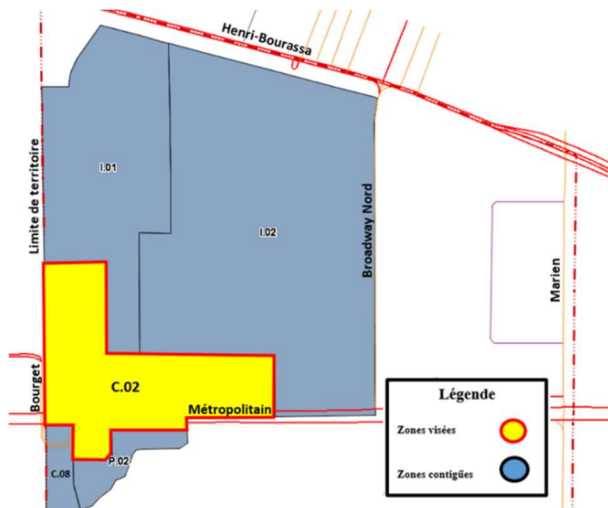 Henri-Bourassa
Limite de territoire
I.01
I.02
Broadway Nord
Marien
Bourget
C.02
Métropolitain
P.02
C.08
Légende
Zones visées
Zones contigües